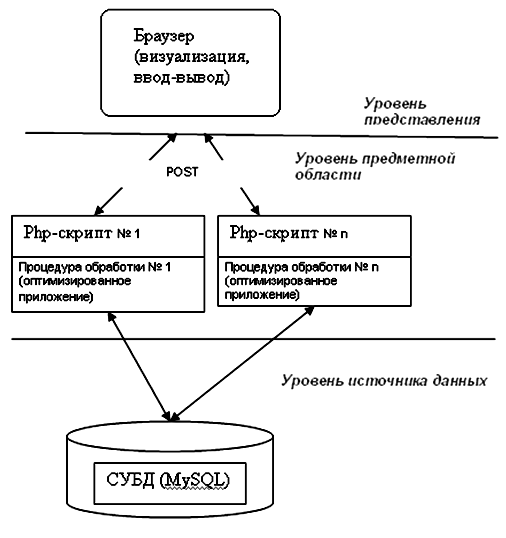 Браузер
(визуализация,
ввод-вывод)
Уровень
представления
Уровень предметной
области
POST
Php-скрипт № 1
Процедура обработки № 1
(оптимизированное
приложение)
Php-скрипт № n
Процедура обработки № n
(оптимизированное
приложение)
Уровень источника данных
СУБД (MySQL)